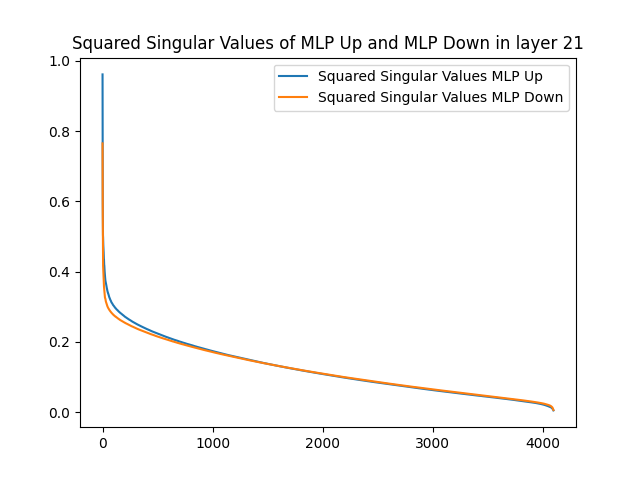 Squared Singular Values of MLP Up and MLP Down in layer 21
Squared Singular Values MLP Up
Squared Singular Values MLP Down
1.0
0.8
0.6
0.4
0.2
0.0
0 1000 2000 3000 4000